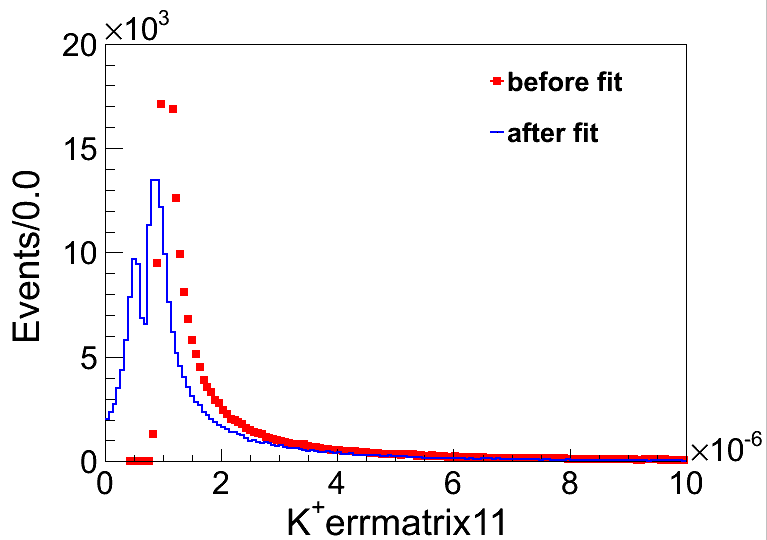 ×10³
20
15
10
5
0
Events/0.0
before fit
after fit
0 2 4 6 8 10
×10⁻⁶
K⁺errmatrix11